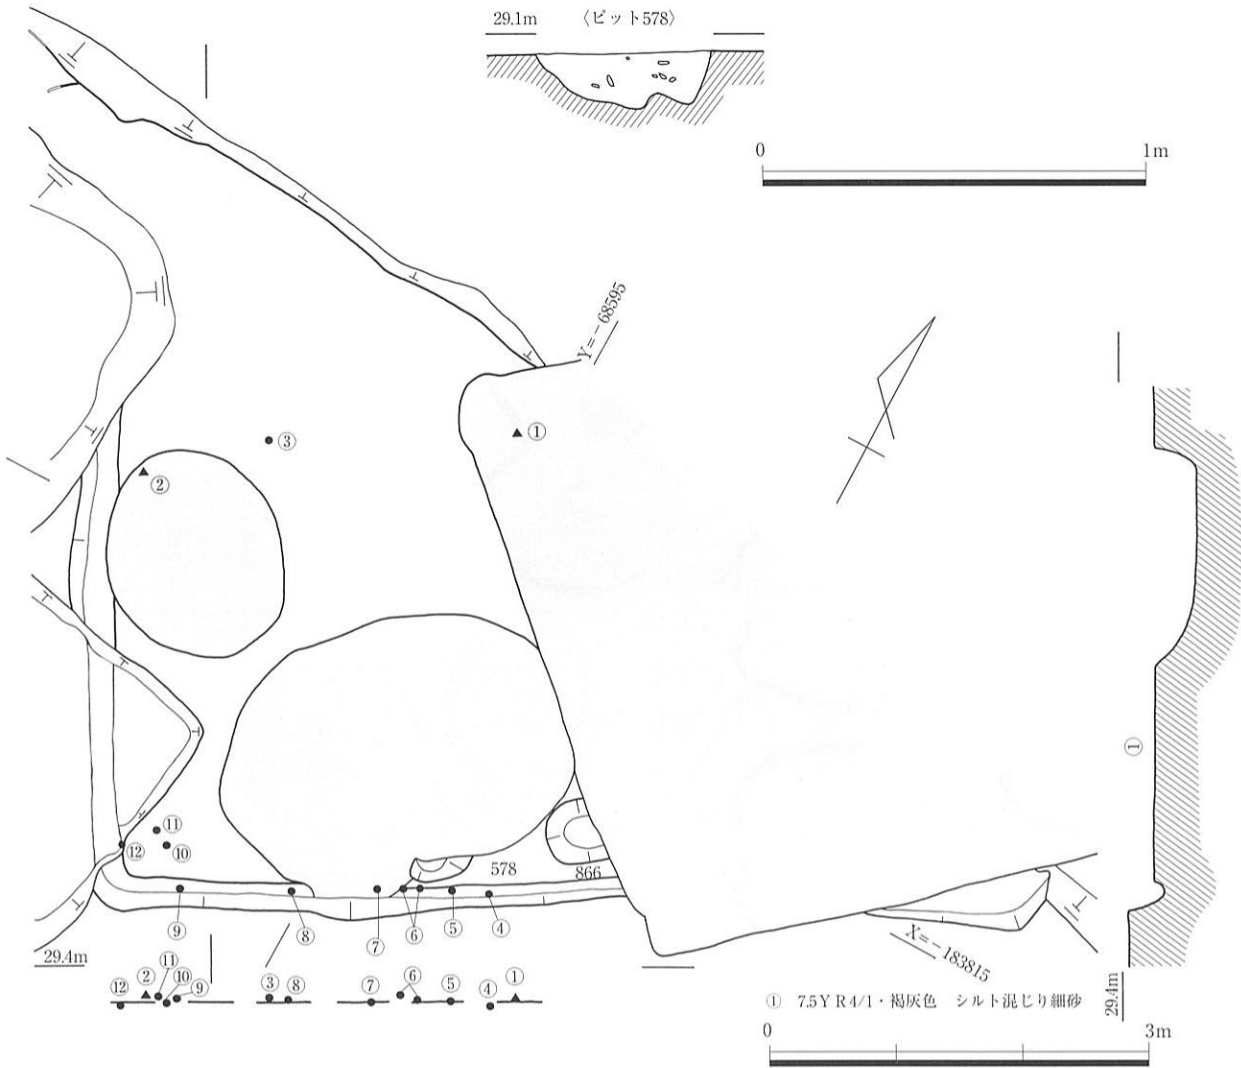 29.1m 〈ピット578〉
0 1m
Y=-68595
③
①
②
①
⑪
⑫
⑩
578
866
⑨
⑧
⑦
⑥
⑤
④
X=-183815
29.4m
⑫ ② ⑪ ⑩ ⑨ ③ ⑧ ⑦ ⑥ ⑤ ④ ①
29.4m
① 7.5Y R 4/1・褐灰色 シルト混じり細砂
0 3m